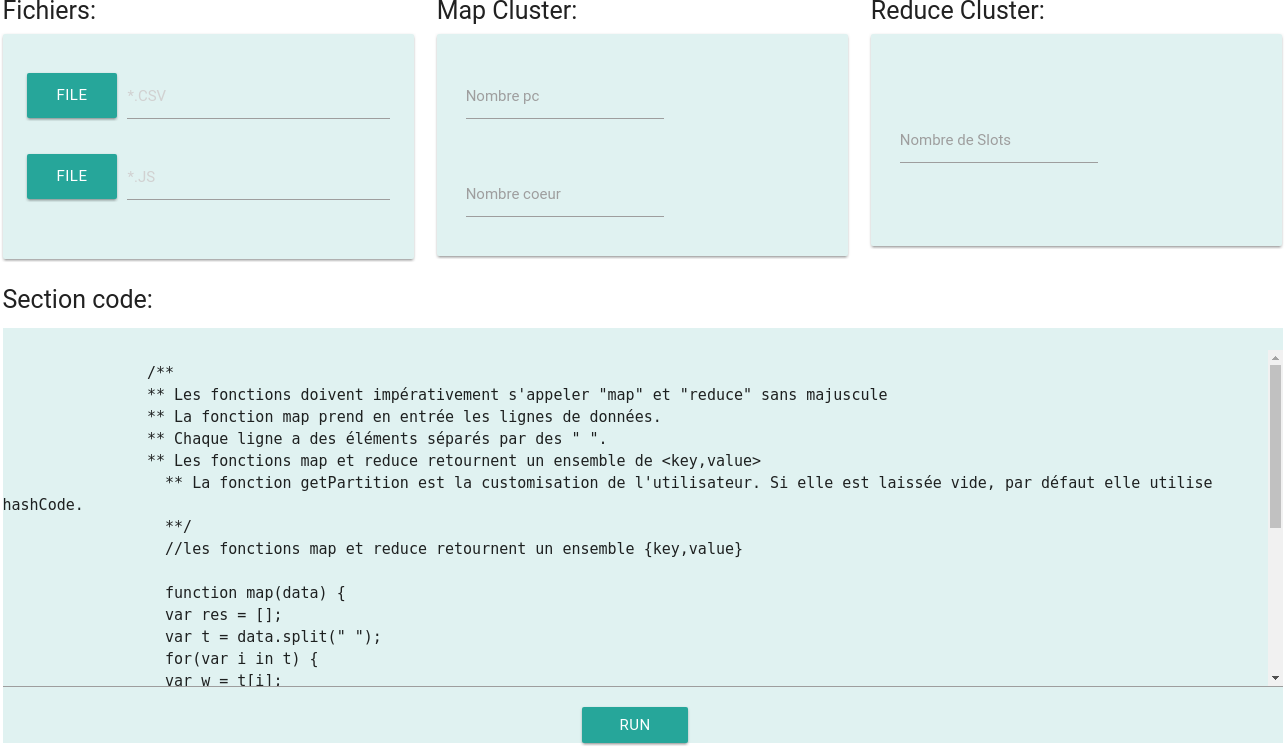 Fichiers:
Map Cluster:
Reduce Cluster:
FILE
*.CSV
FILE
*.JS
Nombre pc
Nombre coeur
Nombre de Slots
Section code:
/**
** Les fonctions doivent impérativement s'appeler "map" et "reduce" sans majuscule
** La fonction map prend en entrée les lignes de données.
** Chaque ligne a des éléments séparés par des " ".
** Les fonctions map et reduce retournent un ensemble de <key,value>
** La fonction getPartition est la customisation de l'utilisateur. Si elle est laissée vide, par défaut elle utilise
hashCode.
**/
//les fonctions map et reduce retournent un ensemble {key,value}
function map(data) {
var res = [];
var t = data.split(" ");
for(var i in t) {
var w = t[i];
RUN